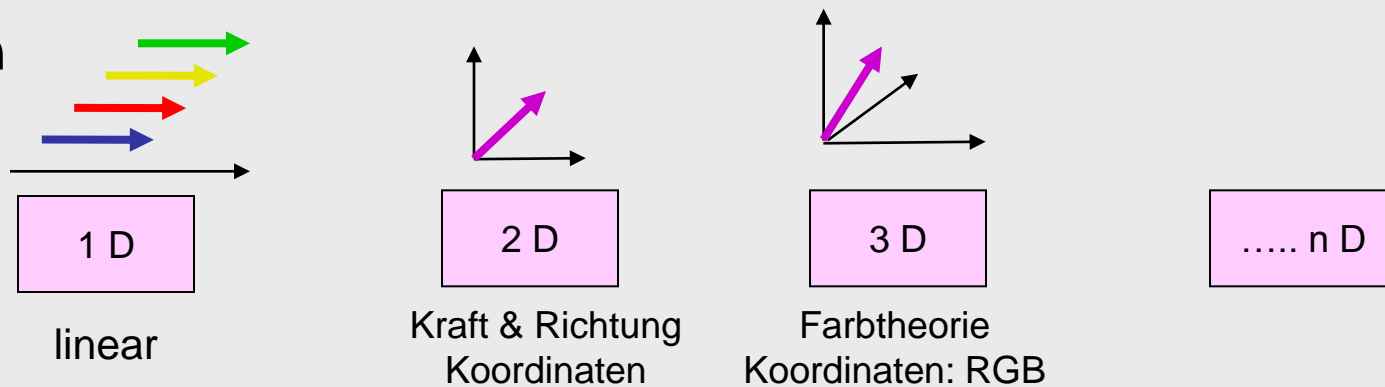 1 D
linear
2 D
Kraft & Richtung
Koordinaten
3 D
Farbtheorie
Koordinaten: RGB
….. n D